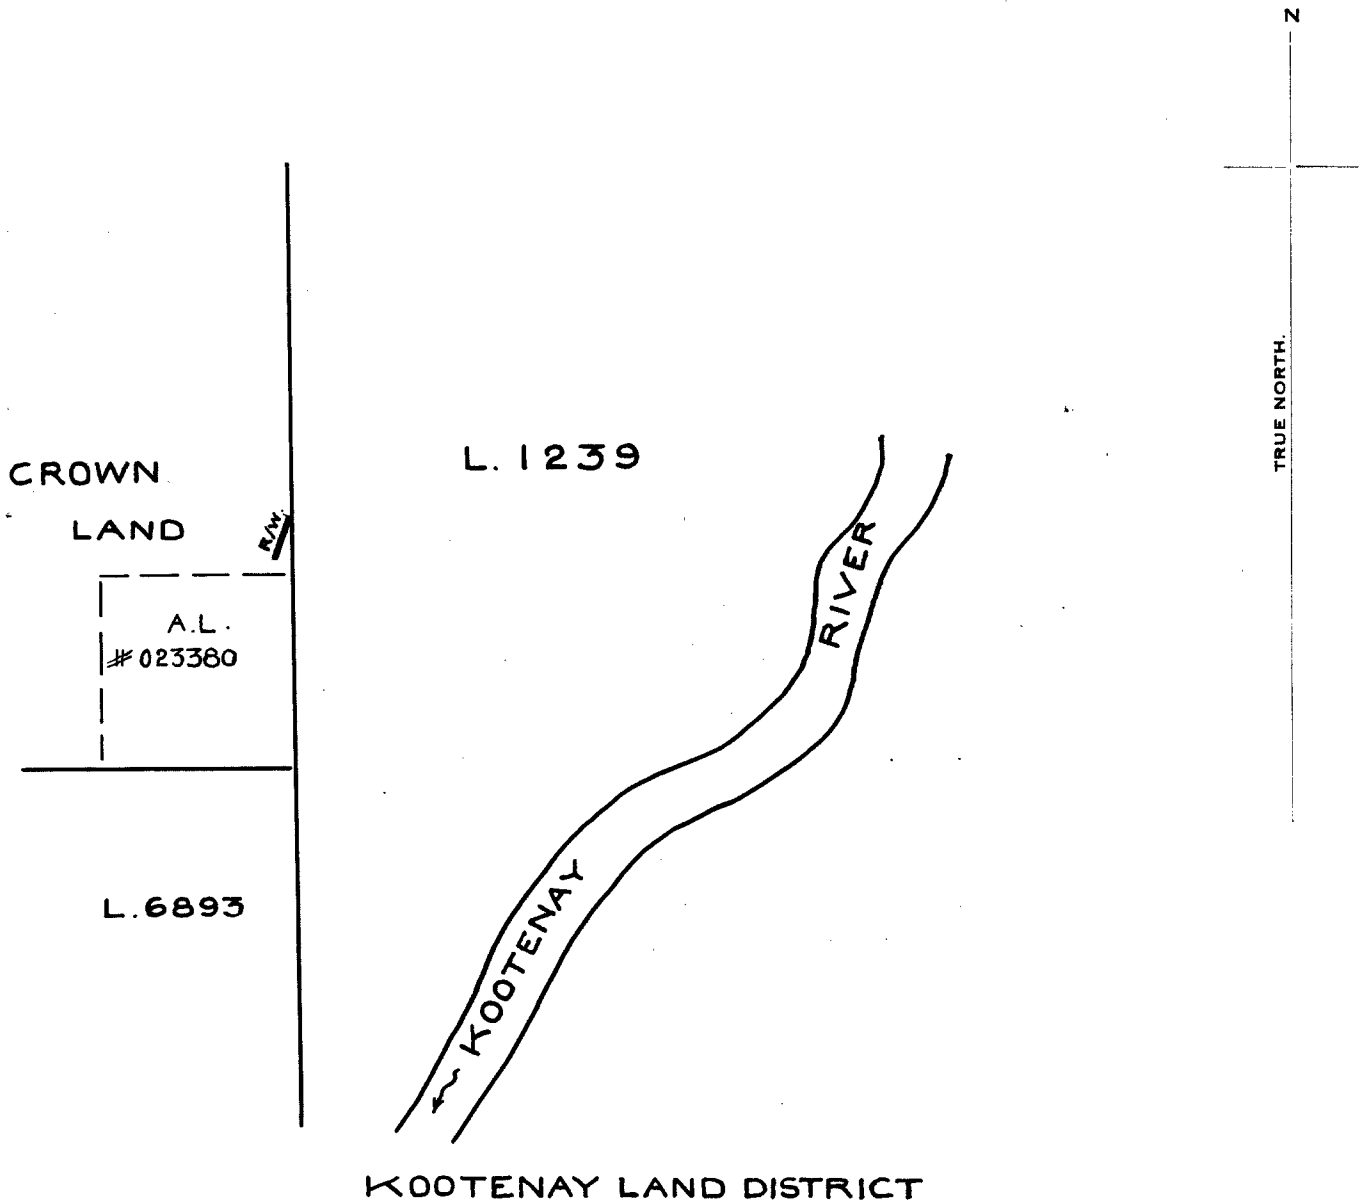 N
TRUE NORTH.
L. 1239
CROWN
LAND
R/W.
A.L.
# 023380
RIVER
L. 6893
KOOTENAY
KOOTENAY LAND DISTRICT